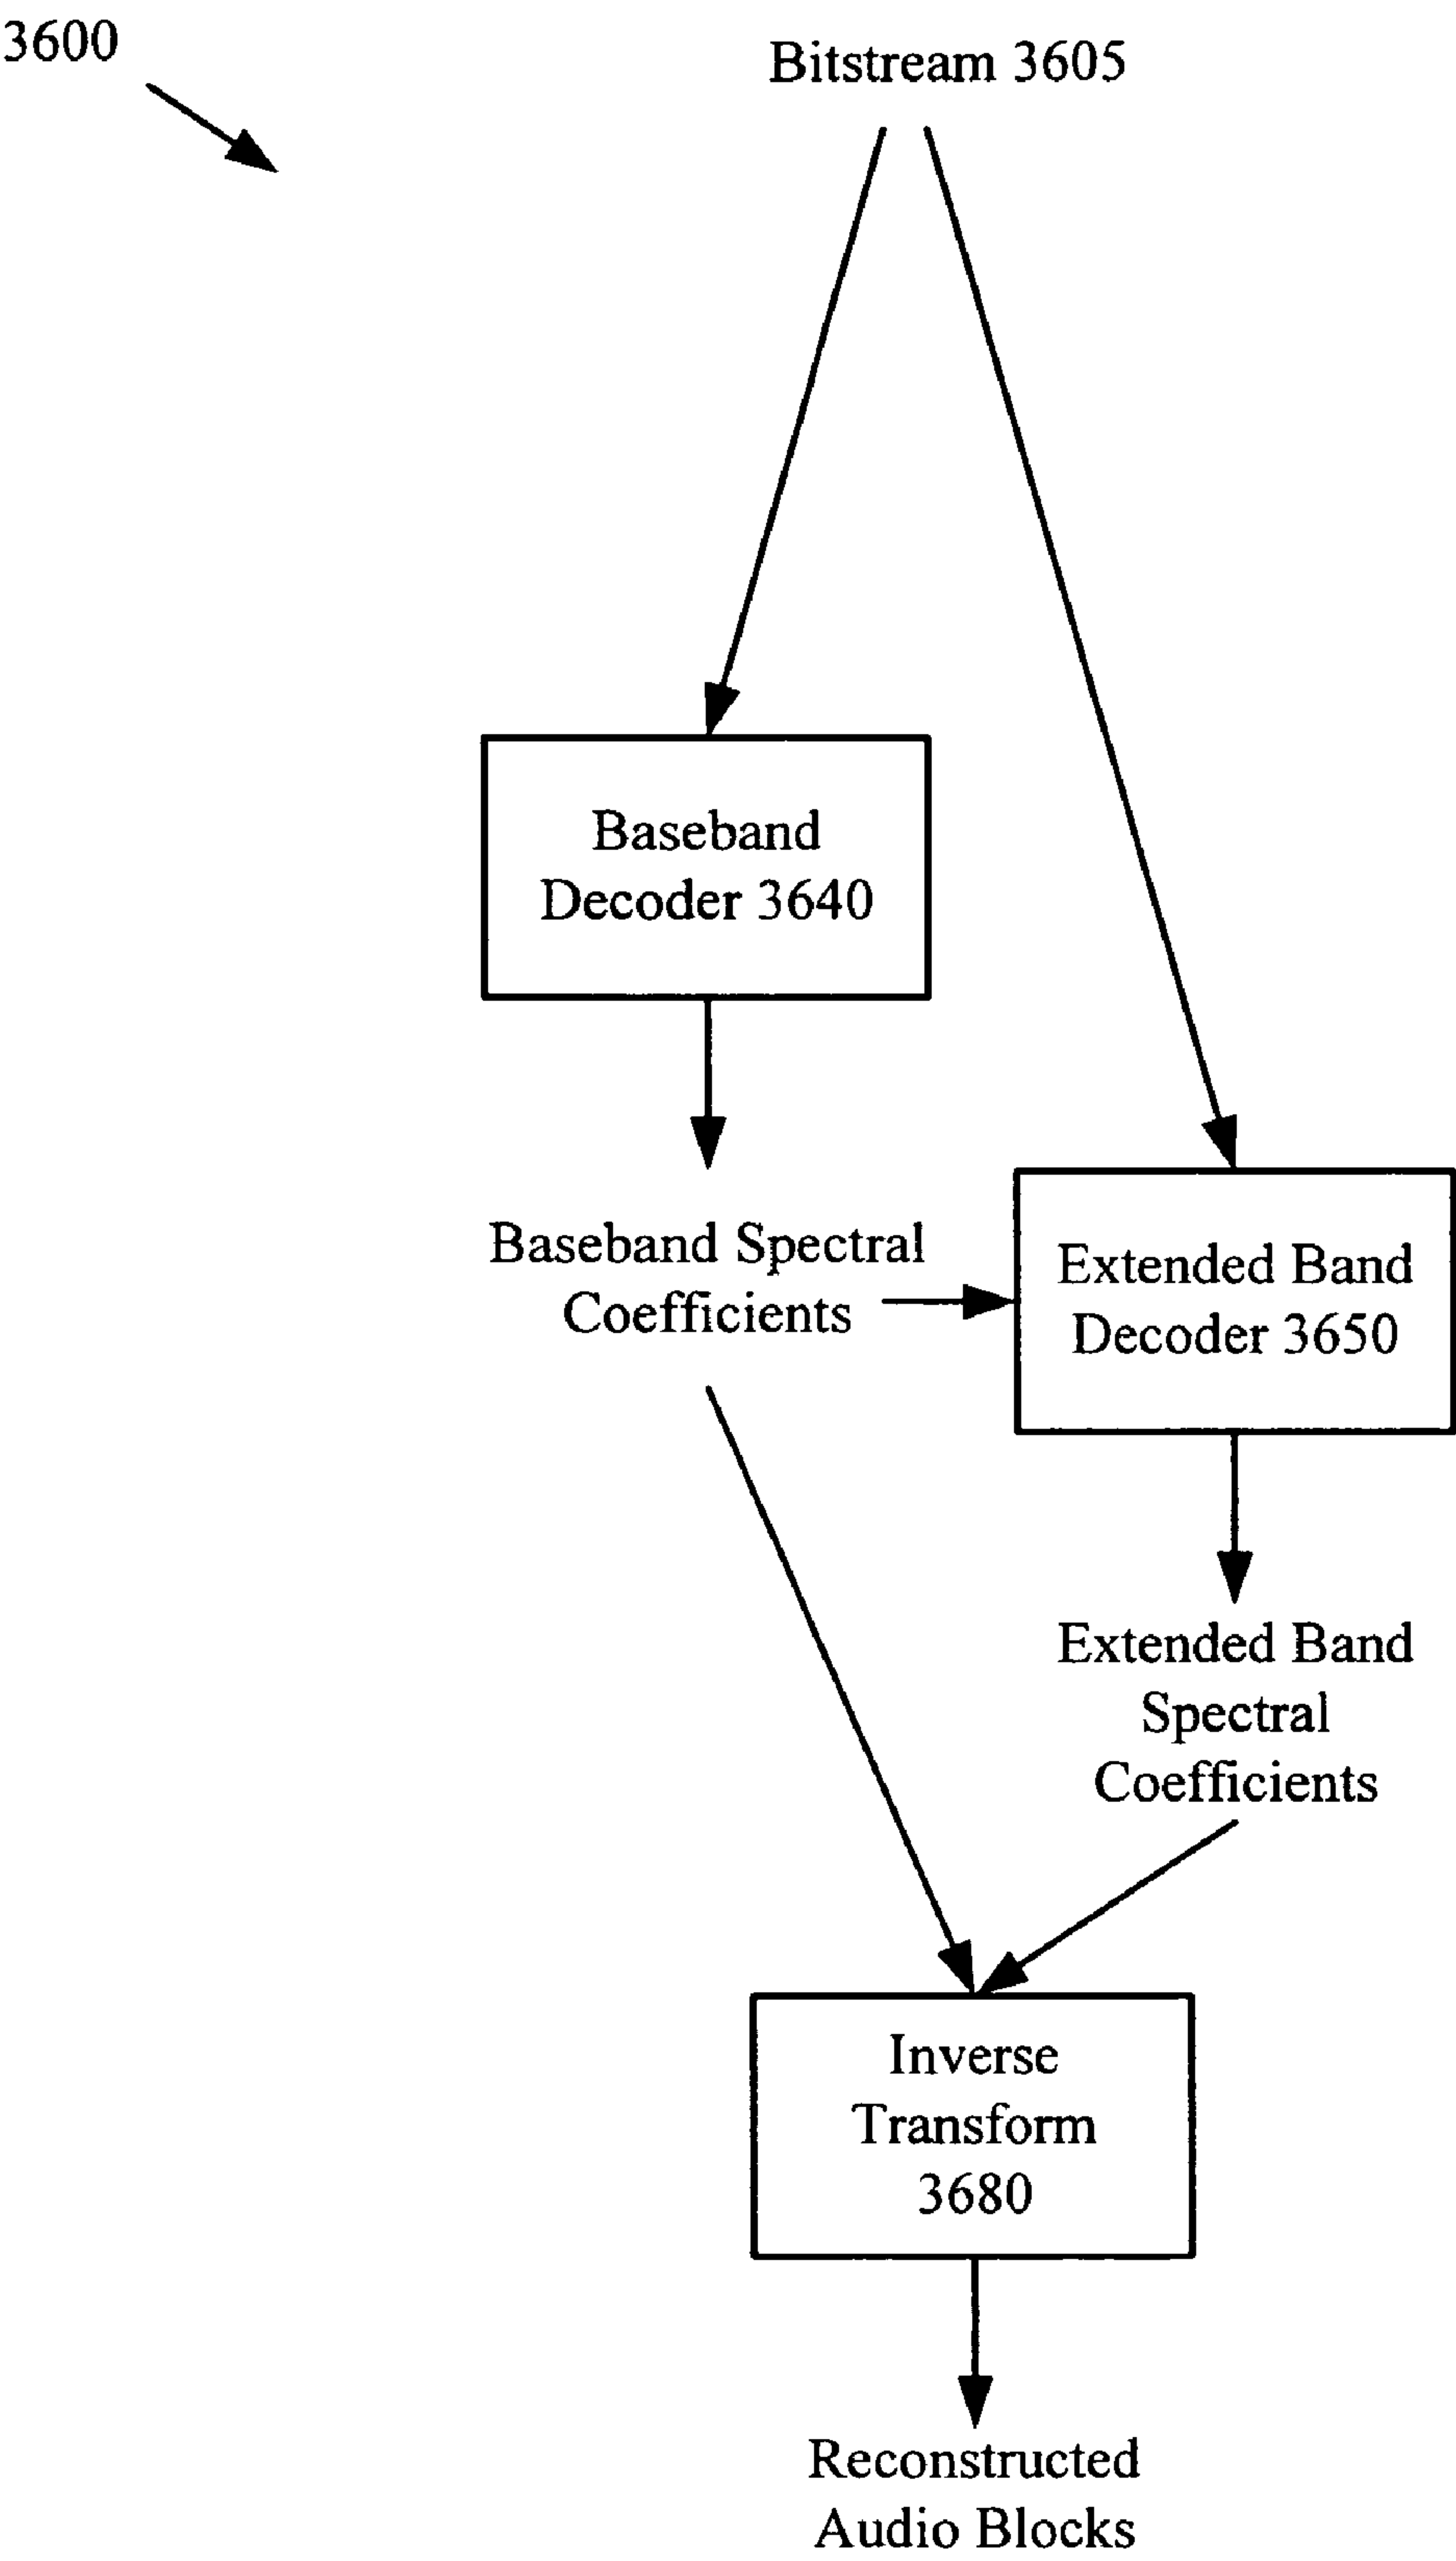 3600
Bitstream 3605
Baseband
Decoder 3640
Baseband Spectral
Coefficients
Extended Band
Decoder 3650
Extended Band
Spectral
Coefficients
Inverse
Transform
3680
Reconstructed
Audio Blocks